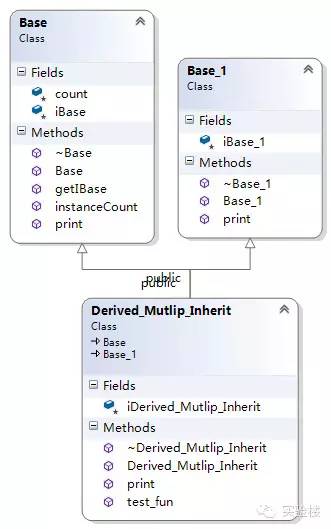 Base
Class
Fields
count
iBase
Methods
~Base
Base
getIBase
instanceCount
print
Base_1
Class
Fields
iBase_1
Methods
~Base_1
Base_1
print
public
public
Derived_Mutlip_Inherit
Class
Base
Base_1
Fields
iDerived_Mutlip_Inherit
Methods
~Derived_Mutlip_Inherit
Derived_Mutlip_Inherit
print
test_fun
实验楼